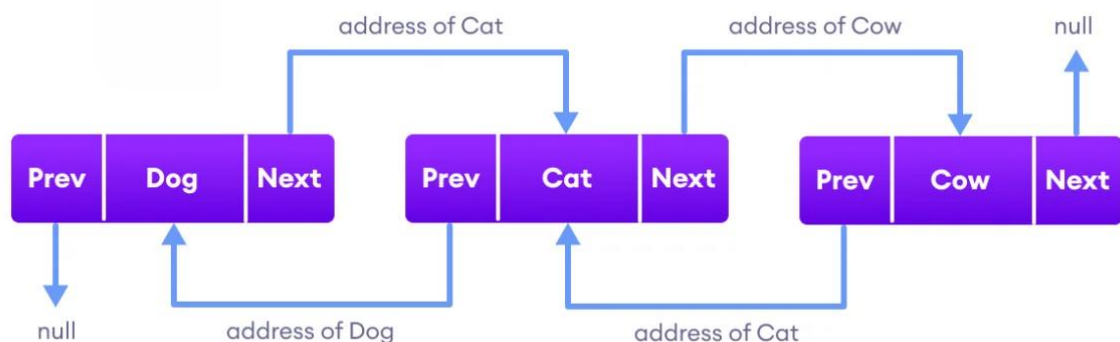 address of Cat
address of Cow
null
Prev
Dog
Next
Prev
Cat
Next
Prev
Cow
Next
null
address of Dog
address of Cat